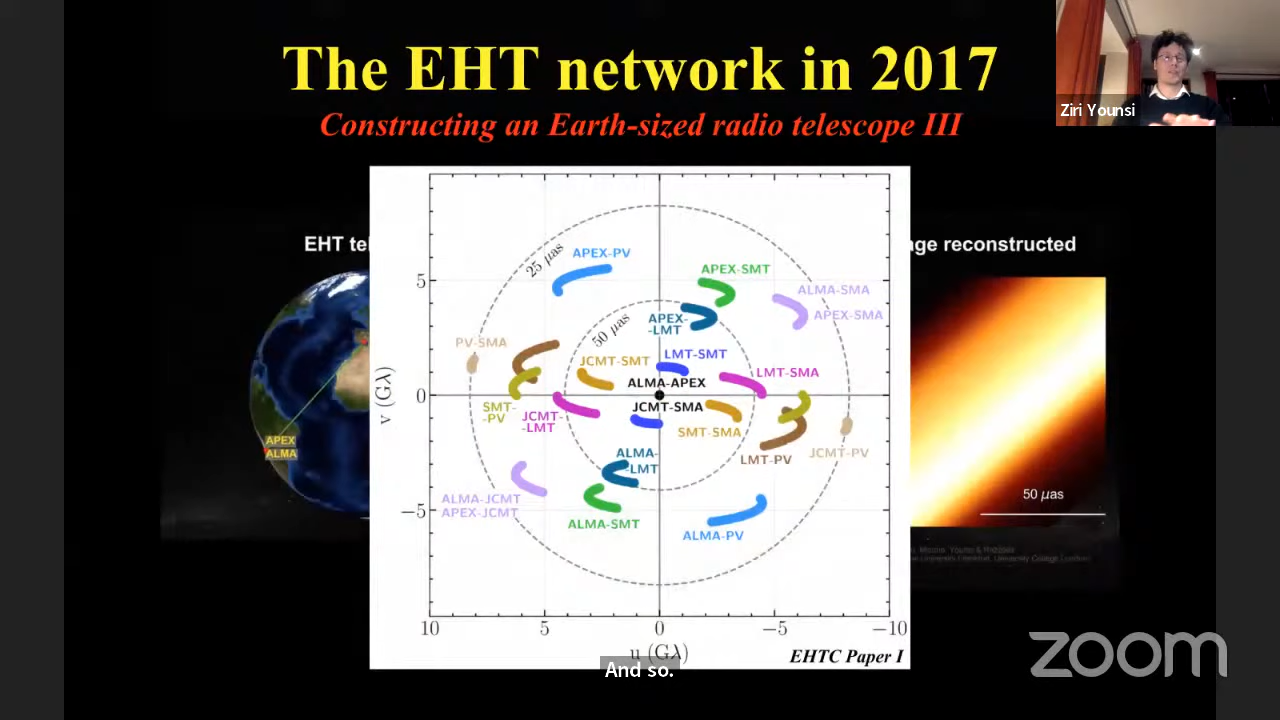 The EHT network in 2017
Constructing an Earth-sized radio telescope III
Ziri Younsi
EHT tel
ge reconstructed
25 μas
50 μas
APEX-PV
APEX-SMT
ALMA-SMA
APEX-SMA
APEX-
-LMT
PV-SMA
JCMT-SMT
LMT-SMT
LMT-SMA
ALMA-APEX
JCMT-SMA
SMT-
-PV
JCMT-
-LMT
SMT-SMA
LMT-PV
JCMT-PV
ALMA-
-LMT
ALMA-JCMT
APEX-JCMT
ALMA-SMT
ALMA-PV
5
0
−5
v (Gλ)
10
5
0
−5
−10
u (Gλ)
EHTC Paper I
APEX
ALMA
50 μas
And so.
zoom